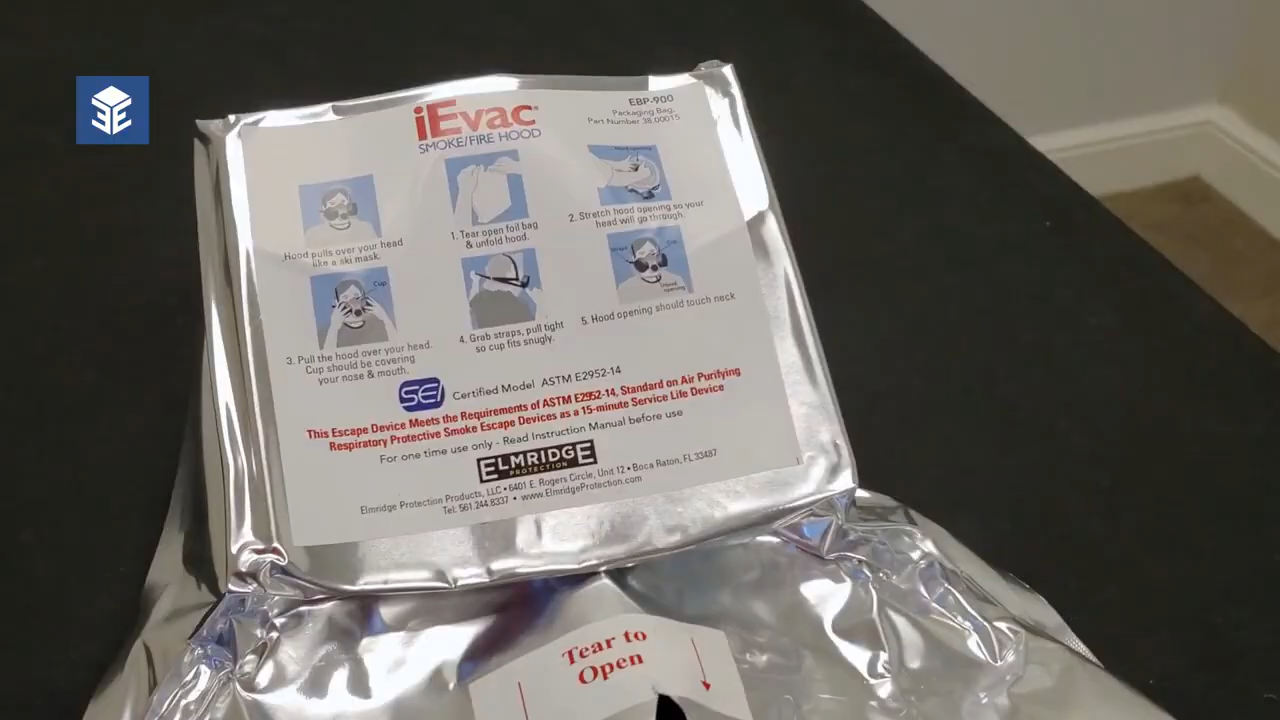 iEvac®
SMOKE/FIRE HOOD
EBP-900
Packaging Bag,
Part Number 38.00015
Hood pulls over your head
like a ski mask.
1. Tear open foil bag
& unfold hood.
Hood opening
2. Stretch hood opening so your
head will go through.
Cup
3. Pull the hood over your head.
Cup should be covering
your nose & mouth.
4. Grab straps, pull tight
so cup fits snugly.
Straps
Cup
Hood
opening
5. Hood opening should touch neck
SEI
Certified Model ASTM E2952-14
This Escape Device Meets the Requirements of ASTM E2952-14, Standard on Air Purifying
Respiratory Protective Smoke Escape Devices as a 15-minute Service Life Device
For one time use only - Read Instruction Manual before use
ELMRIDGE
PROTECTION
Elmridge Protection Products, LLC • 6401 E. Rogers Circle, Unit 12 • Boca Raton, FL 33487
Tel: 561.244.8337 • www.ElmridgeProtection.com
Tear to
Open